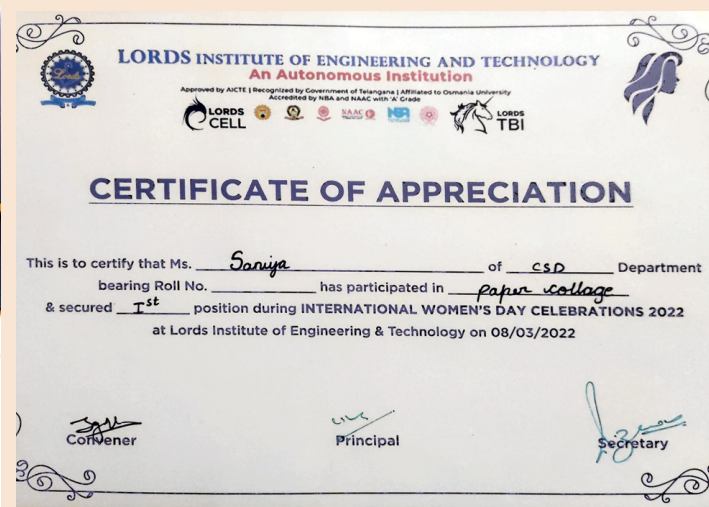 LORDS INSTITUTE OF ENGINEERING AND TECHNOLOGY
An Autonomous Institution
Approved by AICTE | Recognized by Government of Telangana | Affiliated to Osmania University
Accredited by NBA and NAAC with 'A' Grade
Lords
LORDS CELL
NAAC
NBA
LORDS TBI
CERTIFICATE OF APPRECIATION
This is to certify that Ms. Saniya of CSD Department
bearing Roll No. has participated in paper collage
& secured Ist position during INTERNATIONAL WOMEN'S DAY CELEBRATIONS 2022
at Lords Institute of Engineering & Technology on 08/03/2022
Convener Principal Secretary